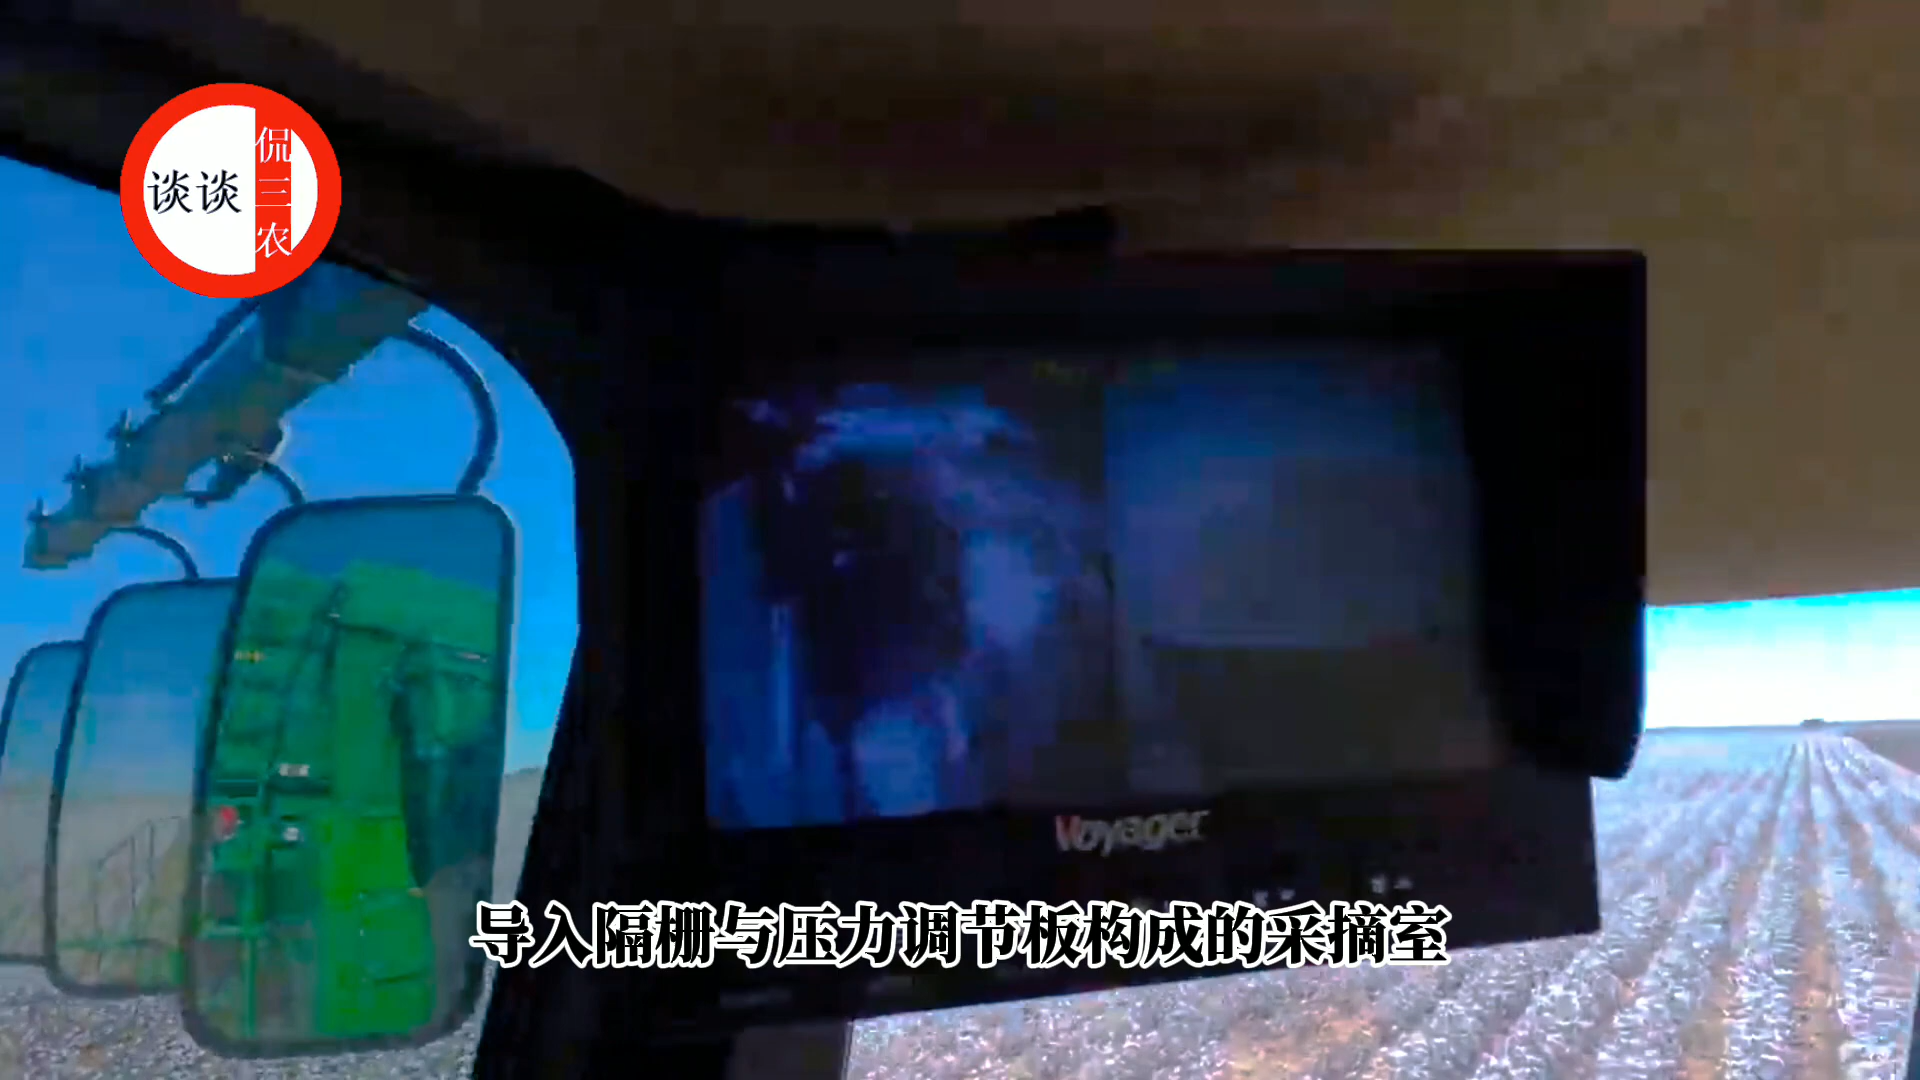 谈谈
侃三农
Voyager
导入隔栅与压力调节板构成的采摘室